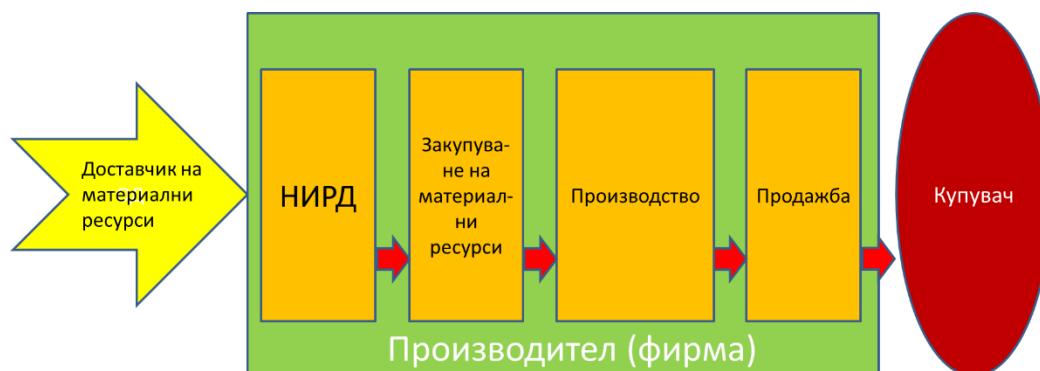 Доставчик на
материални
ресурси
НИРД
Закупува-
не на
материал-
ни
ресурси
Производство
Продажба
Купувач
Производител (фирма)